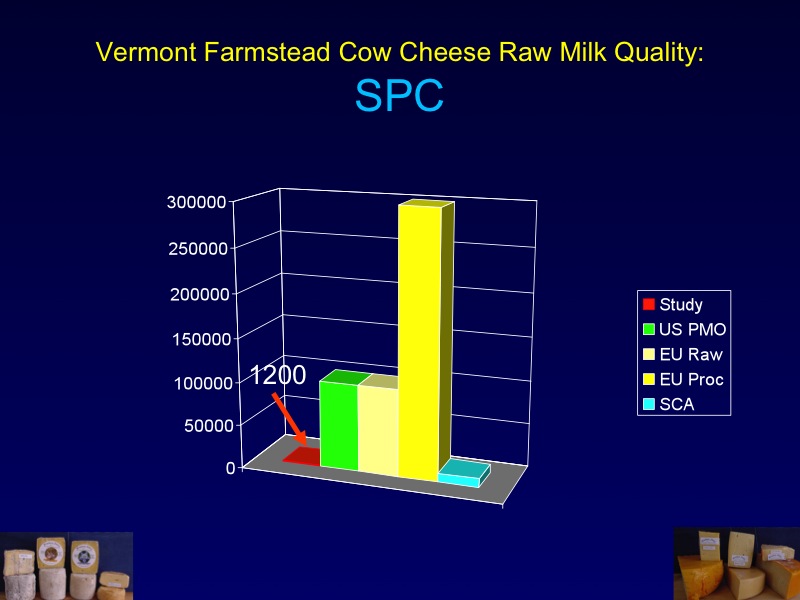 Vermont Farmstead Cow Cheese Raw Milk Quality:
SPC
300000
250000
200000
150000
100000
50000
0
1200
Study
US PMO
EU Raw
EU Proc
SCA